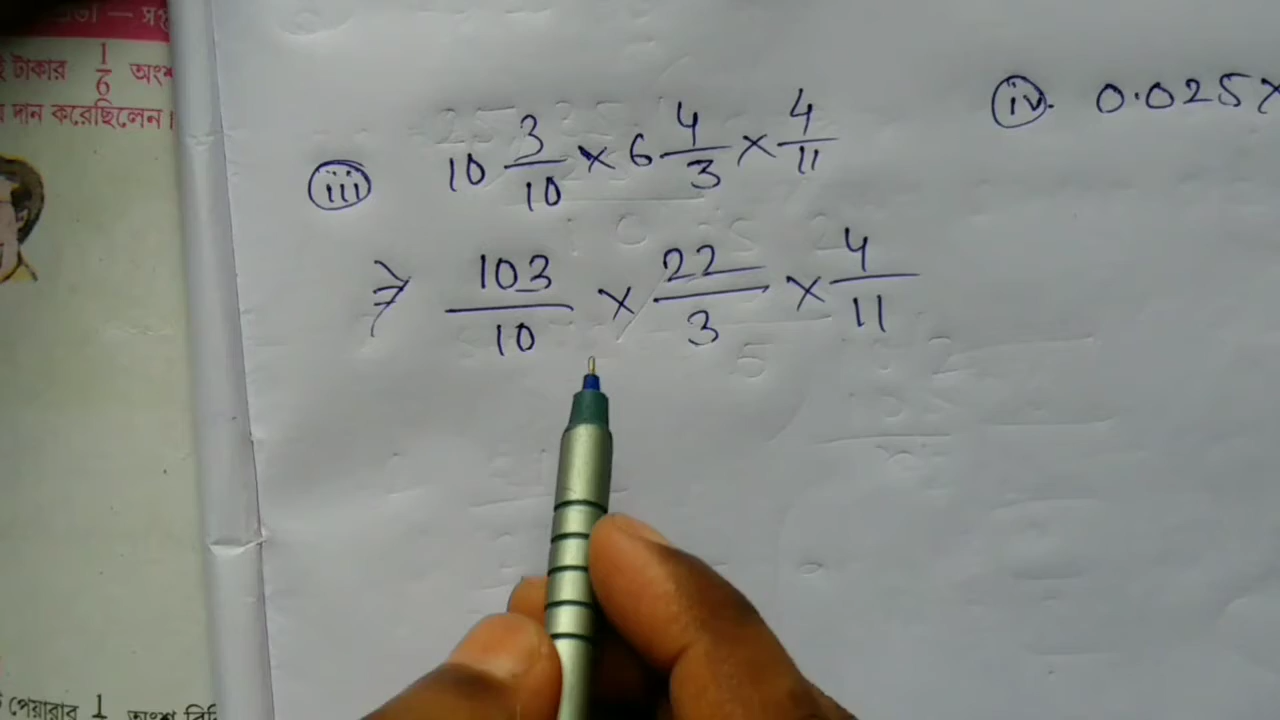 – সপ্ত
টাকার 1/6 অংশ
দান করেছিলেন।
(iii) 10 3/10 × 6 4/3 × 4/11
⇒ 103/10 × 22/3 × 4/11
(iv). 0.025×
পেয়ারার 1 অংশ